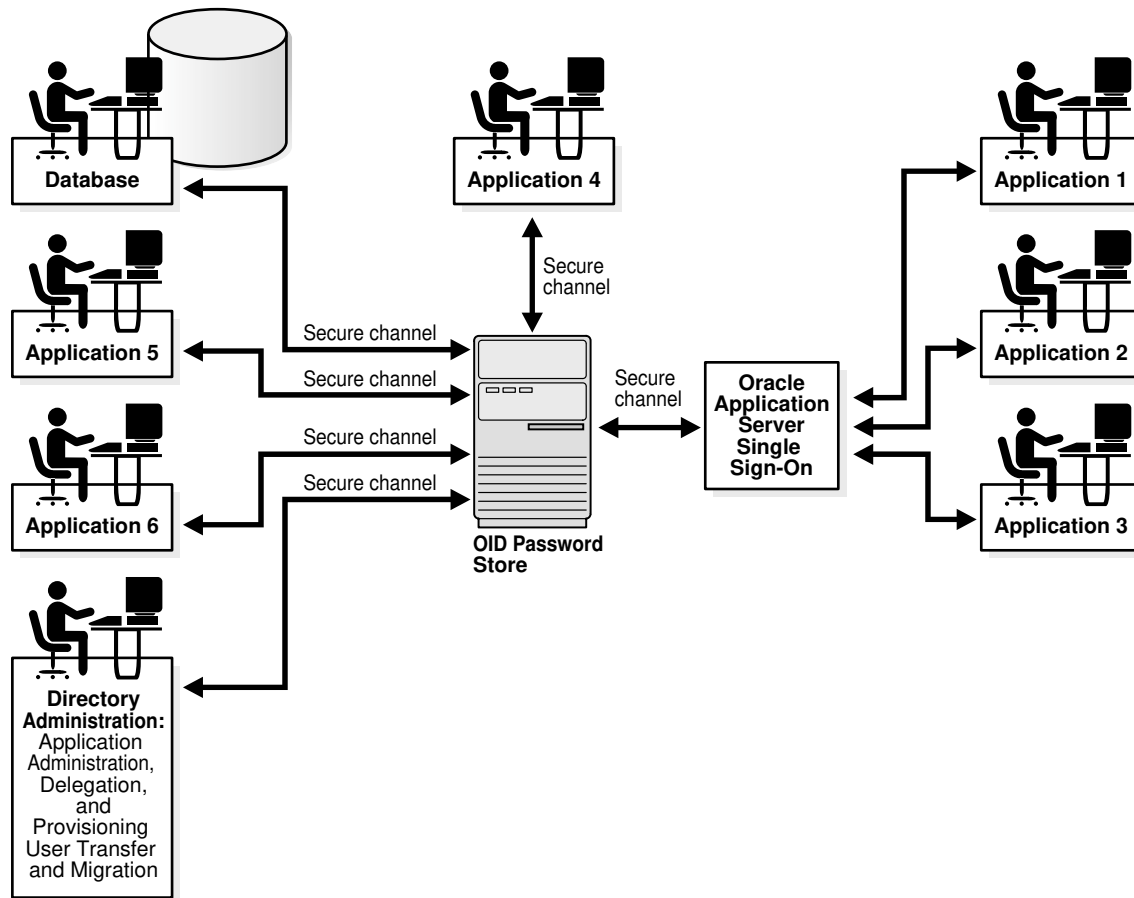 Database
Application 4
Application 1
Secure
channel
Application 5
Secure channel
Application 2
Secure channel
Secure
channel
Oracle
Application
Server
Single
Sign-On
Application 6
Secure channel
Secure channel
Application 3
OID Password
Store
Directory
Administration:
Application
Administration,
Delegation,
and
Provisioning
User Transfer
and Migration